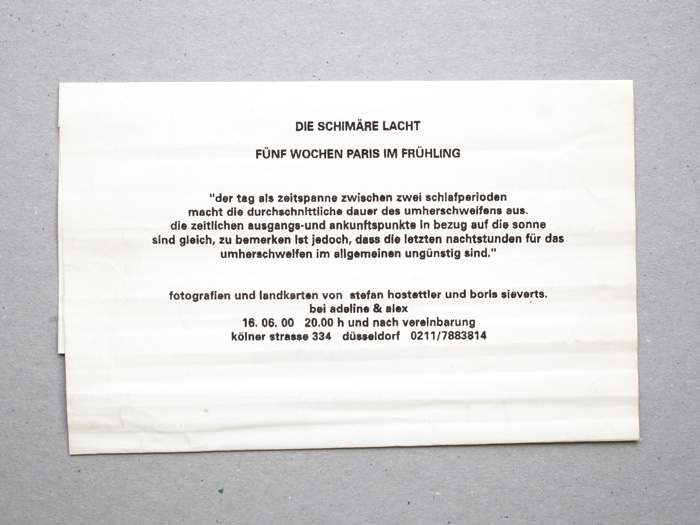 DIE SCHIMÄRE LACHT
FÜNF WOCHEN PARIS IM FRÜHLING
"der tag als zeitspanne zwischen zwei schlafperioden
macht die durchschnittliche dauer des umherschweifens aus.
die zeitlichen ausgangs-und ankunftspunkte in bezug auf die sonne
sind gleich, zu bemerken ist jedoch, dass die letzten nachtstunden für das
umherschweifen im allgemeinen ungünstig sind."
fotografien und landkarten von stefan hostettler und boris sieverts.
bei adeline & alex
16. 06. 00 20.00 h und nach vereinbarung
kölner strasse 334 düsseldorf 0211/7883814